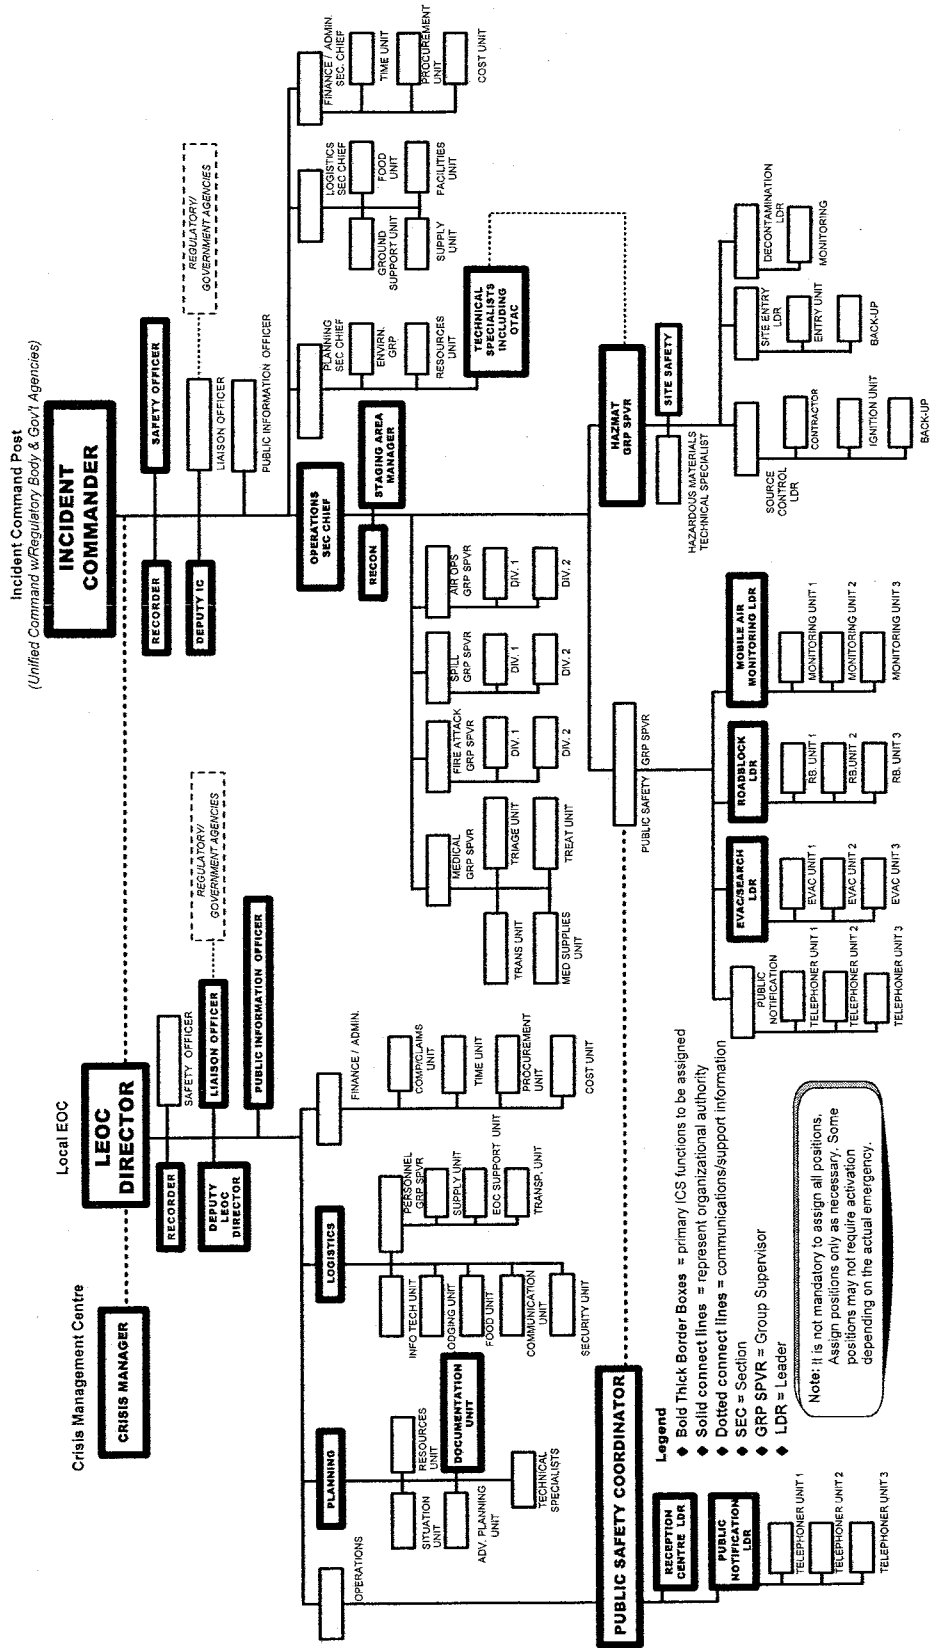 Crisis Management Centre
CRISIS MANAGER
Local EOC
LEOC
DIRECTOR
RECORDER
SAFETY OFFICER
DEPUTY
LEOC
DIRECTOR
LIAISON OFFICER
REGULATORY/
GOVERNMENT AGENCIES
PUBLIC INFORMATION OFFICER
OPERATIONS
PLANNING
SITUATION
UNIT
RESOURCES
UNIT
ADV. PLANNING
UNIT
DOCUMENTATION
UNIT
TECHNICAL
SPECIALISTS
LOGISTICS
INFO TECH UNIT
LODGING UNIT
FOOD UNIT
COMMUNICATION
UNIT
SECURITY UNIT
PERSONNEL
GRP SPVR
SUPPLY UNIT
EOC SUPPORT UNIT
TRANSP. UNIT
FINANCE / ADMIN.
COMP/CLAIMS
UNIT
TIME UNIT
PROCUREMENT
UNIT
COST UNIT
PUBLIC SAFETY COORDINATOR
RECEPTION
CENTRE LDR
PUBLIC
NOTIFICATION
LDR
TELEPHONER UNIT 1
TELEPHONER UNIT 2
TELEPHONER UNIT 3
Incident Command Post
(Unified Command w/Regulatory Body & Gov't Agencies)
INCIDENT
COMMANDER
RECORDER
SAFETY OFFICER
DEPUTY IC
LIAISON OFFICER
REGULATORY/
GOVERNMENT AGENCIES
PUBLIC INFORMATION OFFICER
OPERATIONS
SEC CHIEF
PLANNING
SEC CHIEF
ENVIRN.
GRP
RESOURCES
UNIT
TECHNICAL
SPECIALISTS
INCLUDING
OTAC
LOGISTICS
SEC CHIEF
GROUND
SUPPORT UNIT
FOOD
UNIT
SUPPLY
UNIT
FACILITIES
UNIT
FINANCE / ADMIN.
SEC. CHIEF
TIME UNIT
PROCUREMENT
UNIT
COST UNIT
RECON
STAGING AREA
MANAGER
MEDICAL
GRP SPVR
TRANS UNIT
TRIAGE UNIT
MED SUPPLIES
UNIT
TREAT UNIT
FIRE ATTACK
GRP SPVR
DIV. 1
DIV. 2
SPILL
GRP SPVR
DIV. 1
DIV. 2
AIR OPS
GRP SPVR
DIV. 1
DIV. 2
PUBLIC SAFETY GRP SPVR
PUBLIC
NOTIFICATION
TELEPHONER UNIT 1
TELEPHONER UNIT 2
TELEPHONER UNIT 3
EVAC/SEARCH
LDR
EVAC UNIT 1
EVAC UNIT 2
EVAC UNIT 3
ROADBLOCK
LDR
RB. UNIT 1
RB.UNIT 2
RB. UNIT 3
MOBILE AIR
MONITORING LDR
MONITORING UNIT 1
MONITORING UNIT 2
MONITORING UNIT 3
HAZMAT
GRP SPVR
HAZARDOUS MATERIALS
TECHNICAL SPECIALIST
SITE SAFETY
SOURCE
CONTROL
LDR
CONTRACTOR
IGNITION UNIT
BACK-UP
SITE ENTRY
LDR
ENTRY UNIT
BACK-UP
DECONTAMINATION
LDR
MONITORING
Legend
◆ Bold Thick Border Boxes = primary ICS functions to be assigned
◆ Solid connect lines = represent organizational authority
◆ Dotted connect lines = communications/support information
◆ SEC = Section
◆ GRP SPVR = Group Supervisor
◆ LDR = Leader
Note: It is not mandatory to assign all positions,
Assign positions only as necessary. Some
positions may not require activation
depending on the actual emergency.